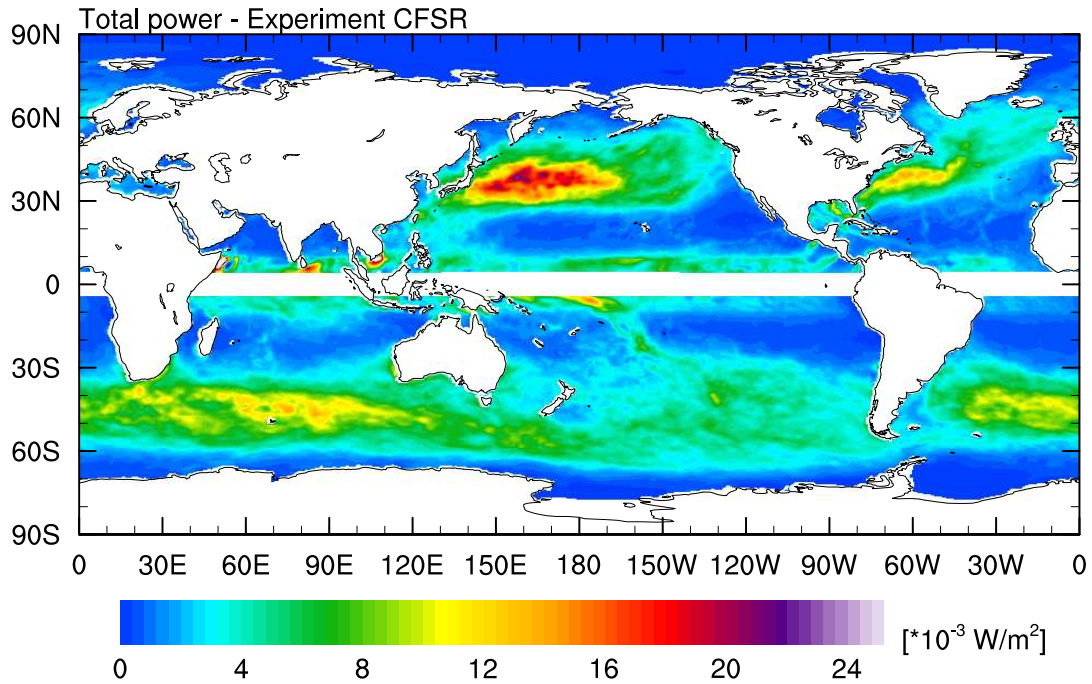 Total power - Experiment CFSR
90N
60N
30N
0
30S
60S
90S
0 30E 60E 90E 120E 150E 180 150W 120W 90W 60W 30W 0
[*10⁻³ W/m²]
0 4 8 12 16 20 24